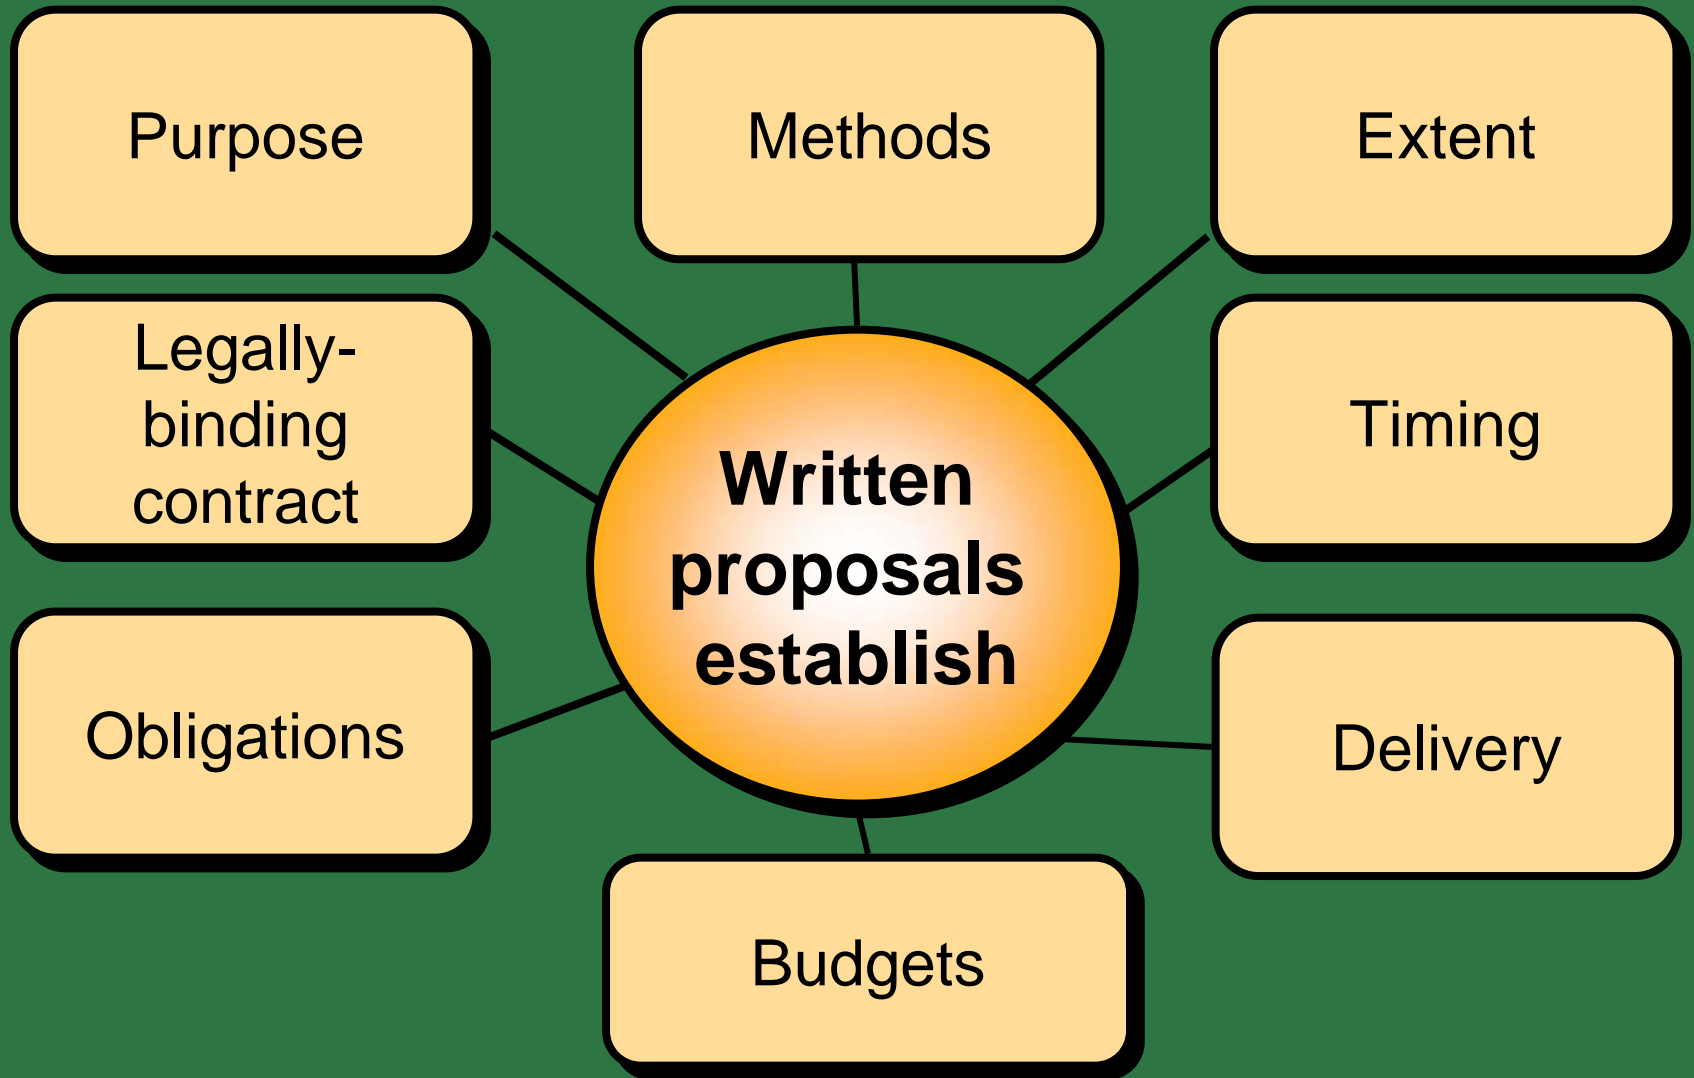 Purpose
Methods
Extent
Legally-
binding
contract
Timing
Written
proposals
establish
Obligations
Delivery
Budgets